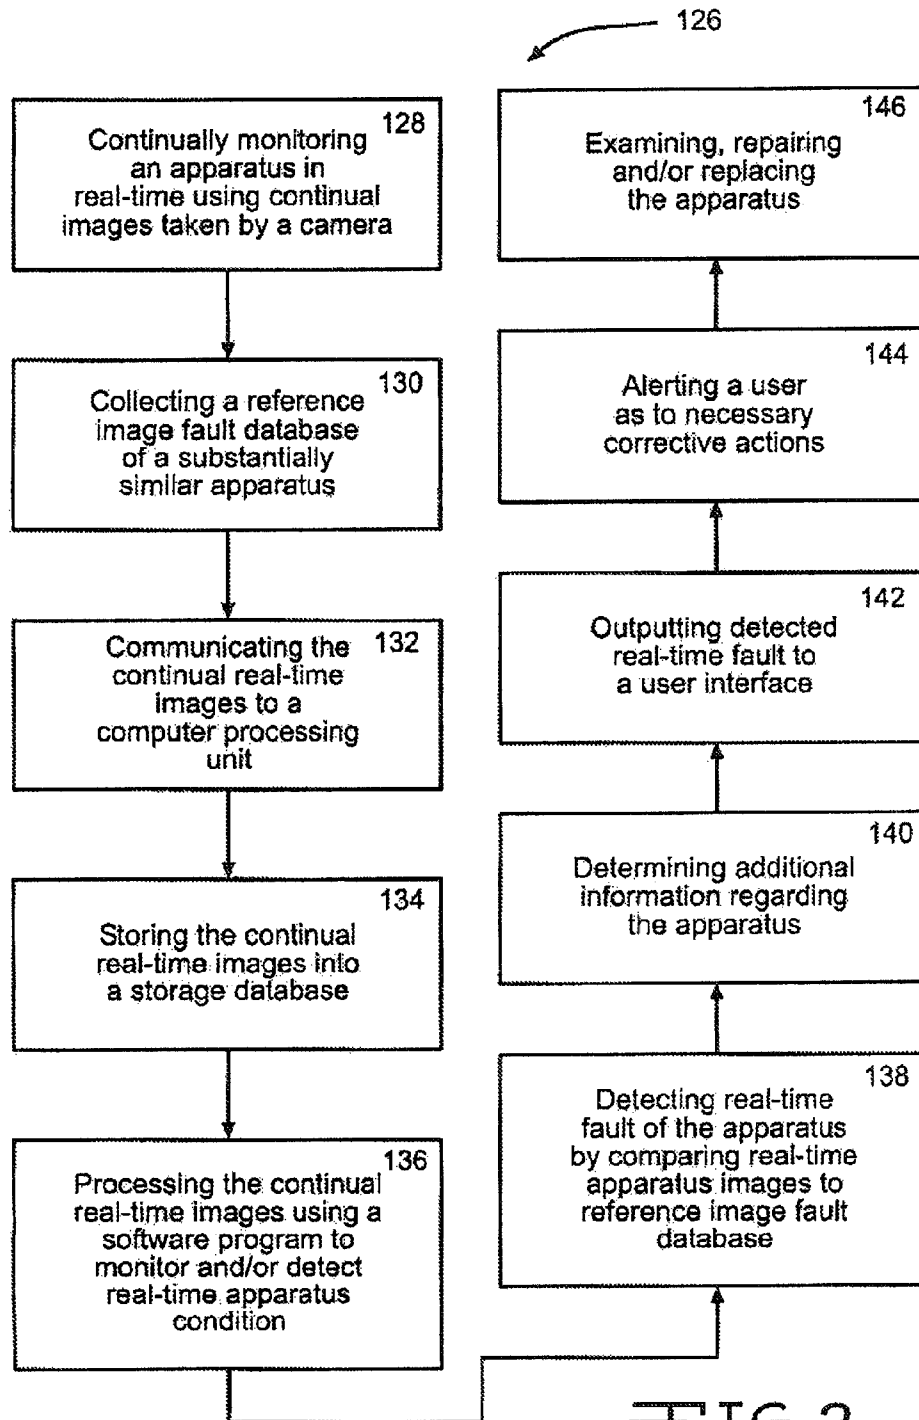 126
128
Continually monitoring
an apparatus in
real-time using continual
images taken by a camera
130
Collecting a reference
image fault database
of a substantially
similar apparatus
132
Communicating the
continual real-time
images to a
computer processing
unit
134
Storing the continual
real-time images into
a storage database
136
Processing the continual
real-time images using a
software program to
monitor and/or detect
real-time apparatus
condition
138
Detecting real-time
fault of the apparatus
by comparing real-time
apparatus images to
reference image fault
database
140
Determining additional
information regarding
the apparatus
142
Outputting detected
real-time fault to
a user interface
144
Alerting a user
as to necessary
corrective actions
146
Examining, repairing
and/or replacing
the apparatus